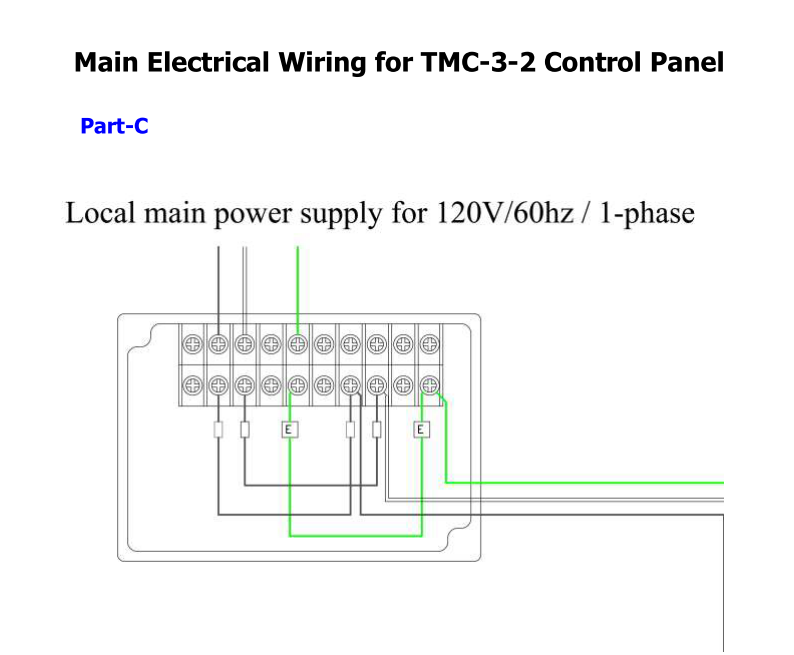 Main Electrical Wiring for TMC-3-2 Control Panel
Part-C
Local main power supply for 120V/60hz / 1-phase
E E